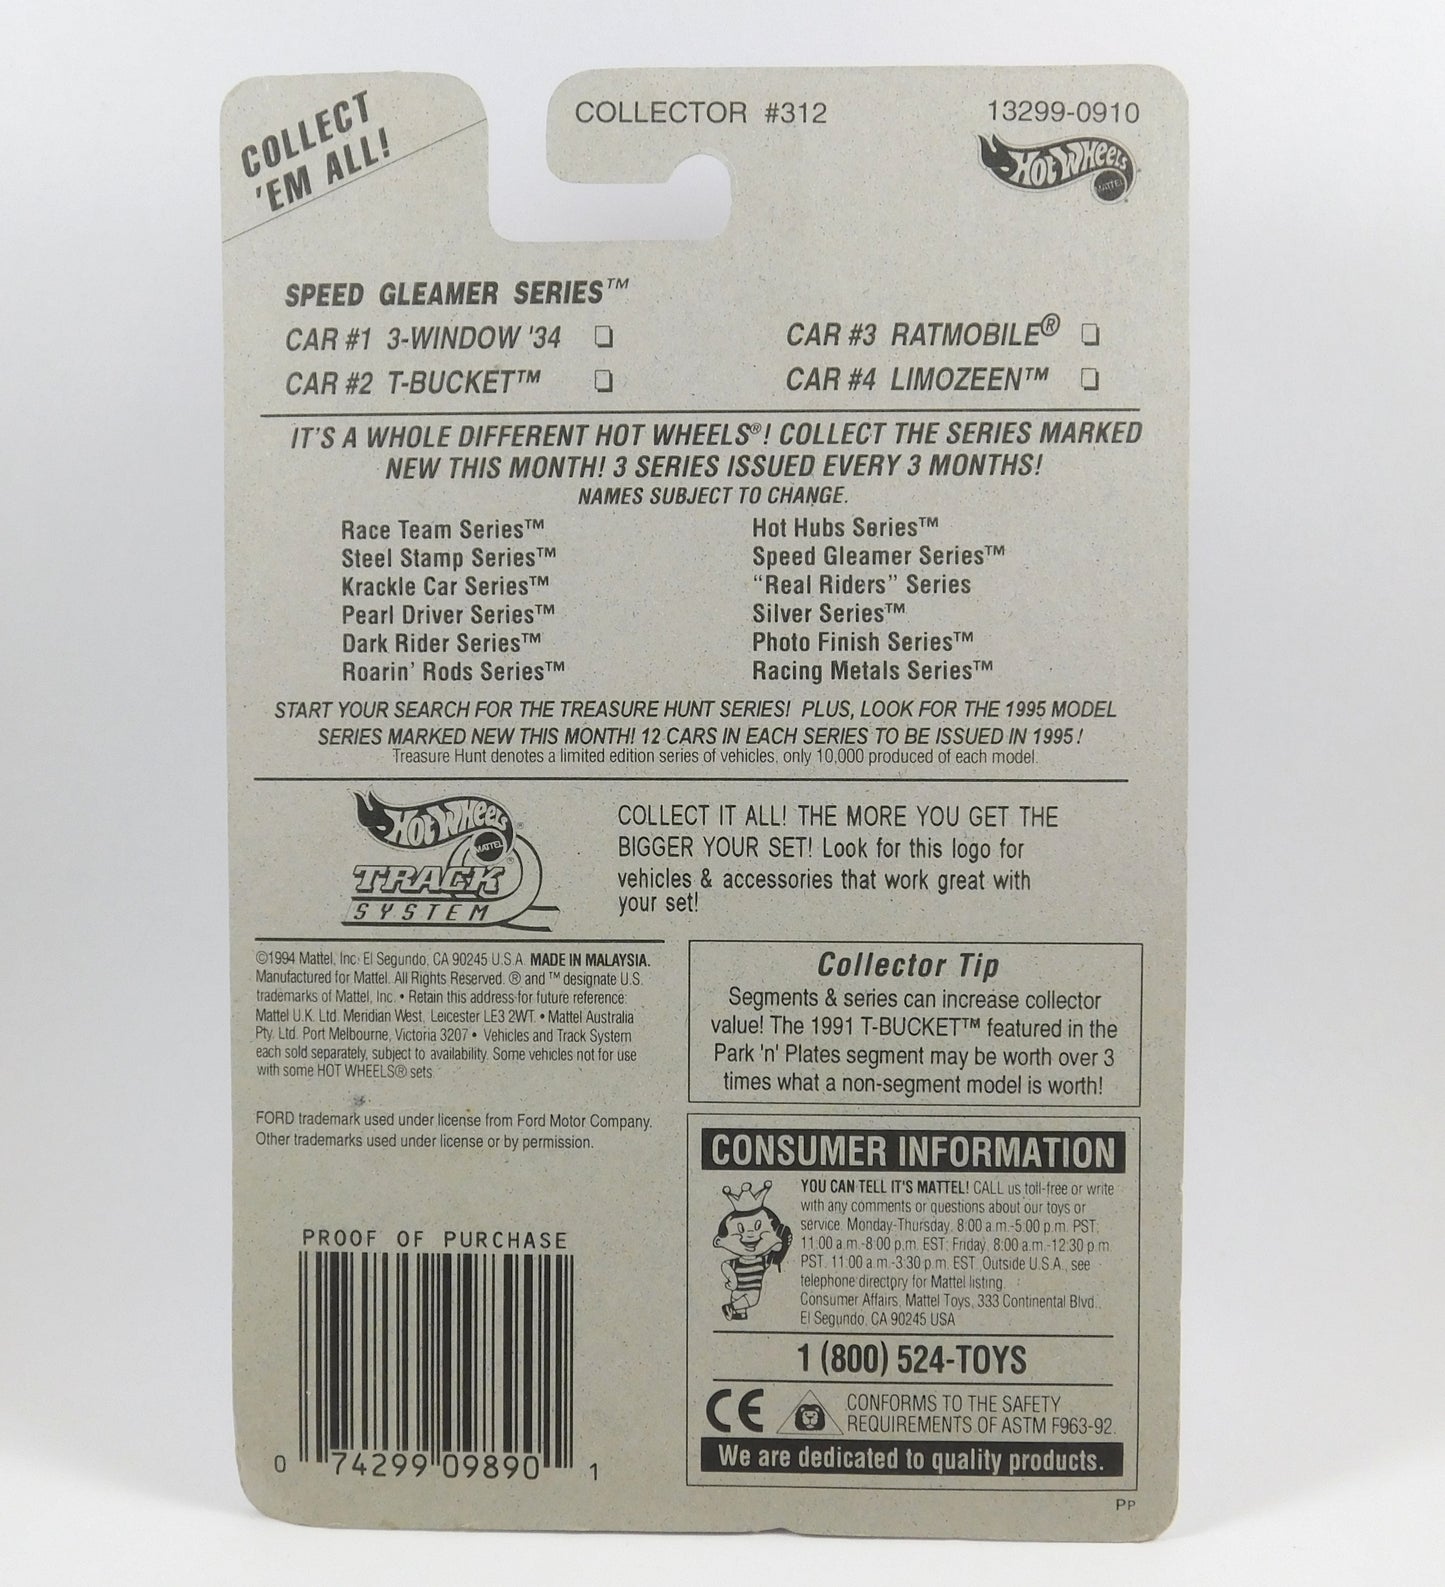 COLLECT
'EM ALL!
COLLECTOR #312
13299-0910
HOT WHEELS
MATTEL
SPEED GLEAMER SERIES™
CAR #1 3-WINDOW '34 ❏
CAR #2 T-BUCKET™ ❏
CAR #3 RATMOBILE® ❏
CAR #4 LIMOZEEN™ ❏
IT'S A WHOLE DIFFERENT HOT WHEELS®! COLLECT THE SERIES MARKED
NEW THIS MONTH! 3 SERIES ISSUED EVERY 3 MONTHS!
NAMES SUBJECT TO CHANGE.
Race Team Series™
Steel Stamp Series™
Krackle Car Series™
Pearl Driver Series™
Dark Rider Series™
Roarin' Rods Series™
Hot Hubs Series™
Speed Gleamer Series™
“Real Riders” Series
Silver Series™
Photo Finish Series™
Racing Metals Series™
START YOUR SEARCH FOR THE TREASURE HUNT SERIES! PLUS, LOOK FOR THE 1995 MODEL
SERIES MARKED NEW THIS MONTH! 12 CARS IN EACH SERIES TO BE ISSUED IN 1995!
Treasure Hunt denotes a limited edition series of vehicles, only 10,000 produced of each model.
HOT WHEELS®
MATTEL®
TRACK
SYSTEM
COLLECT IT ALL! THE MORE YOU GET THE
BIGGER YOUR SET! Look for this logo for
vehicles & accessories that work great with
your set!
©1994 Mattel, Inc. El Segundo, CA 90245 U.S.A. MADE IN MALAYSIA.
Manufactured for Mattel. All Rights Reserved. ® and ™ designate U.S.
trademarks of Mattel, Inc. • Retain this address for future reference:
Mattel U.K. Ltd. Meridian West, Leicester LE3 2WT. • Mattel Australia
Pty. Ltd. Port Melbourne, Victoria 3207 • Vehicles and Track System
each sold separately, subject to availability. Some vehicles not for use
with some HOT WHEELS® sets.
FORD trademark used under license from Ford Motor Company.
Other trademarks used under license or by permission.
PROOF OF PURCHASE
0 74299 09890 1
Collector Tip
Segments & series can increase collector
value! The 1991 T-BUCKET™ featured in the
Park 'n' Plates segment may be worth over 3
times what a non-segment model is worth!
CONSUMER INFORMATION
YOU CAN TELL IT'S MATTEL! CALL us toll-free or write
with any comments or questions about our toys or
service. Monday-Thursday, 8:00 a.m.-5:00 p.m. PST;
11:00 a.m.-8:00 p.m. EST; Friday, 8:00 a.m.-12:30 p.m.
PST. 11:00 a.m.-3:30 p.m. EST. Outside U.S.A., see
telephone directory for Mattel listing.
Consumer Affairs, Mattel Toys, 333 Continental Blvd.,
El Segundo, CA 90245 USA
1 (800) 524-TOYS
CE
CONFORMS TO THE SAFETY
REQUIREMENTS OF ASTM F963-92.
We are dedicated to quality products.
PP